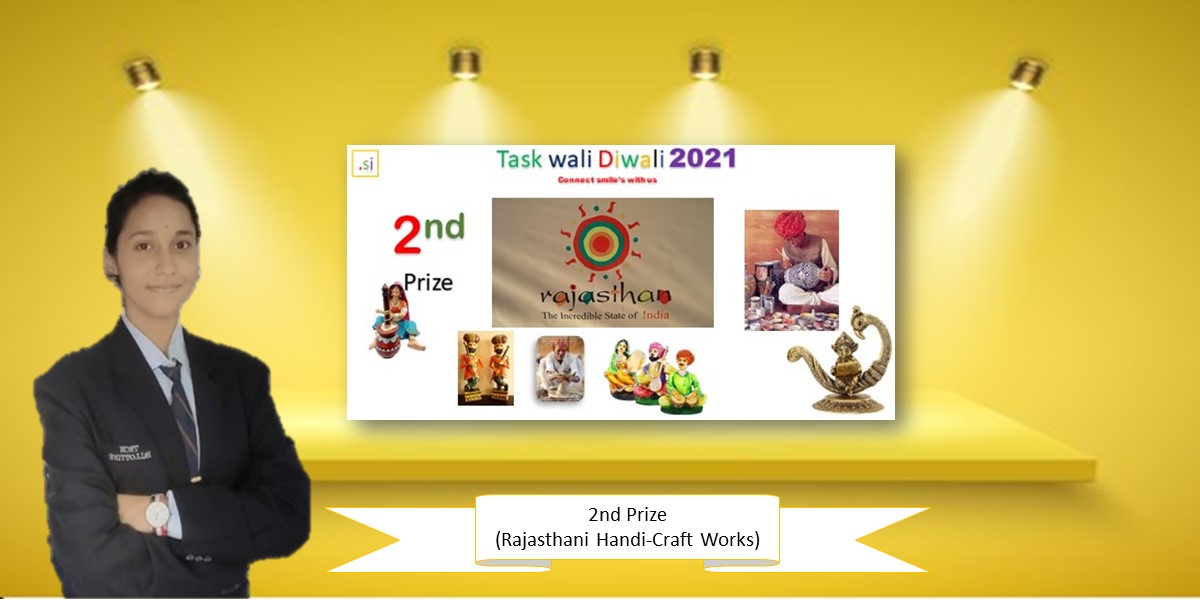 .si
Task wali Diwali 2021
Connect smile's with us
2nd
Prize
rajasthan
The Incredible State of India
2nd Prize
(Rajasthani Handi-Craft Works)